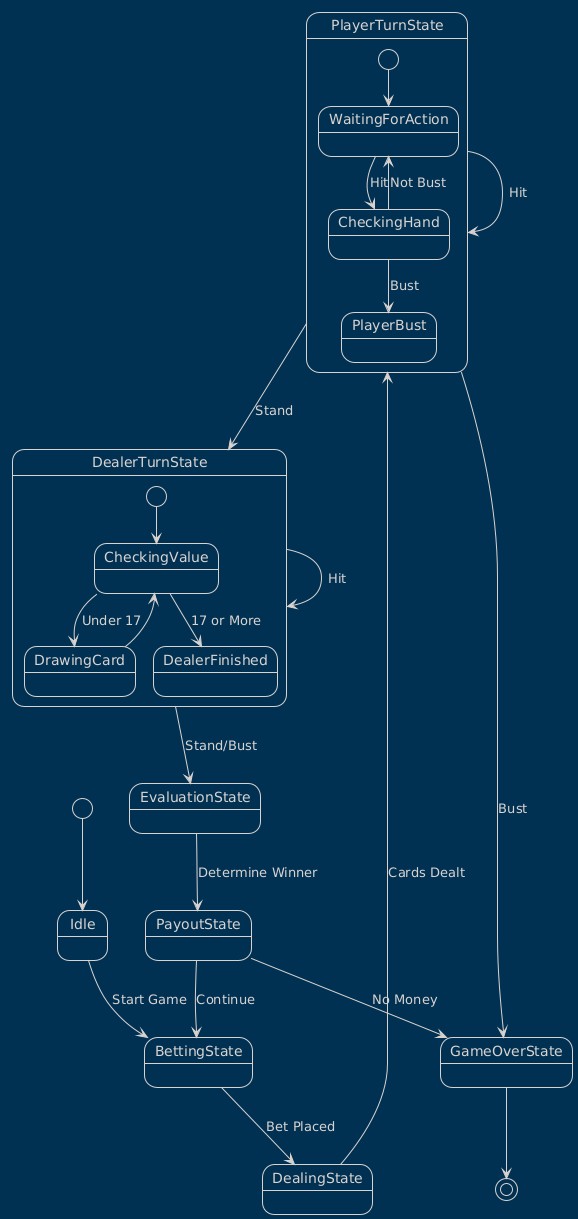 PlayerTurnState
WaitingForAction
Hit
Not Bust
Hit
CheckingHand
Bust
PlayerBust
Stand
DealerTurnState
CheckingValue
Hit
Under 17
17 or More
DrawingCard
DealerFinished
Stand/Bust
EvaluationState
Bust
Determine Winner
Cards Dealt
Idle
PayoutState
Start Game
Continue
No Money
BettingState
GameOverState
Bet Placed
DealingState